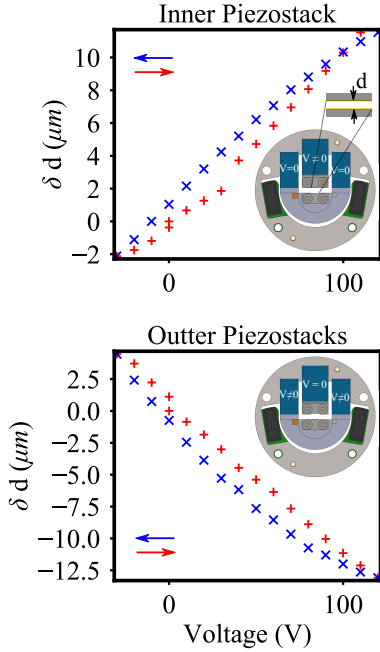 Inner Piezostack
δ d (μm)
10
8
6
4
2
0
−2
d
V=0
V≠0
V=0
0
100
Outter Piezostacks
δ d (μm)
2.5
0.0
−2.5
−5.0
−7.5
−10.0
−12.5
V≠0
V = 0
V≠0
0
100
Voltage (V)